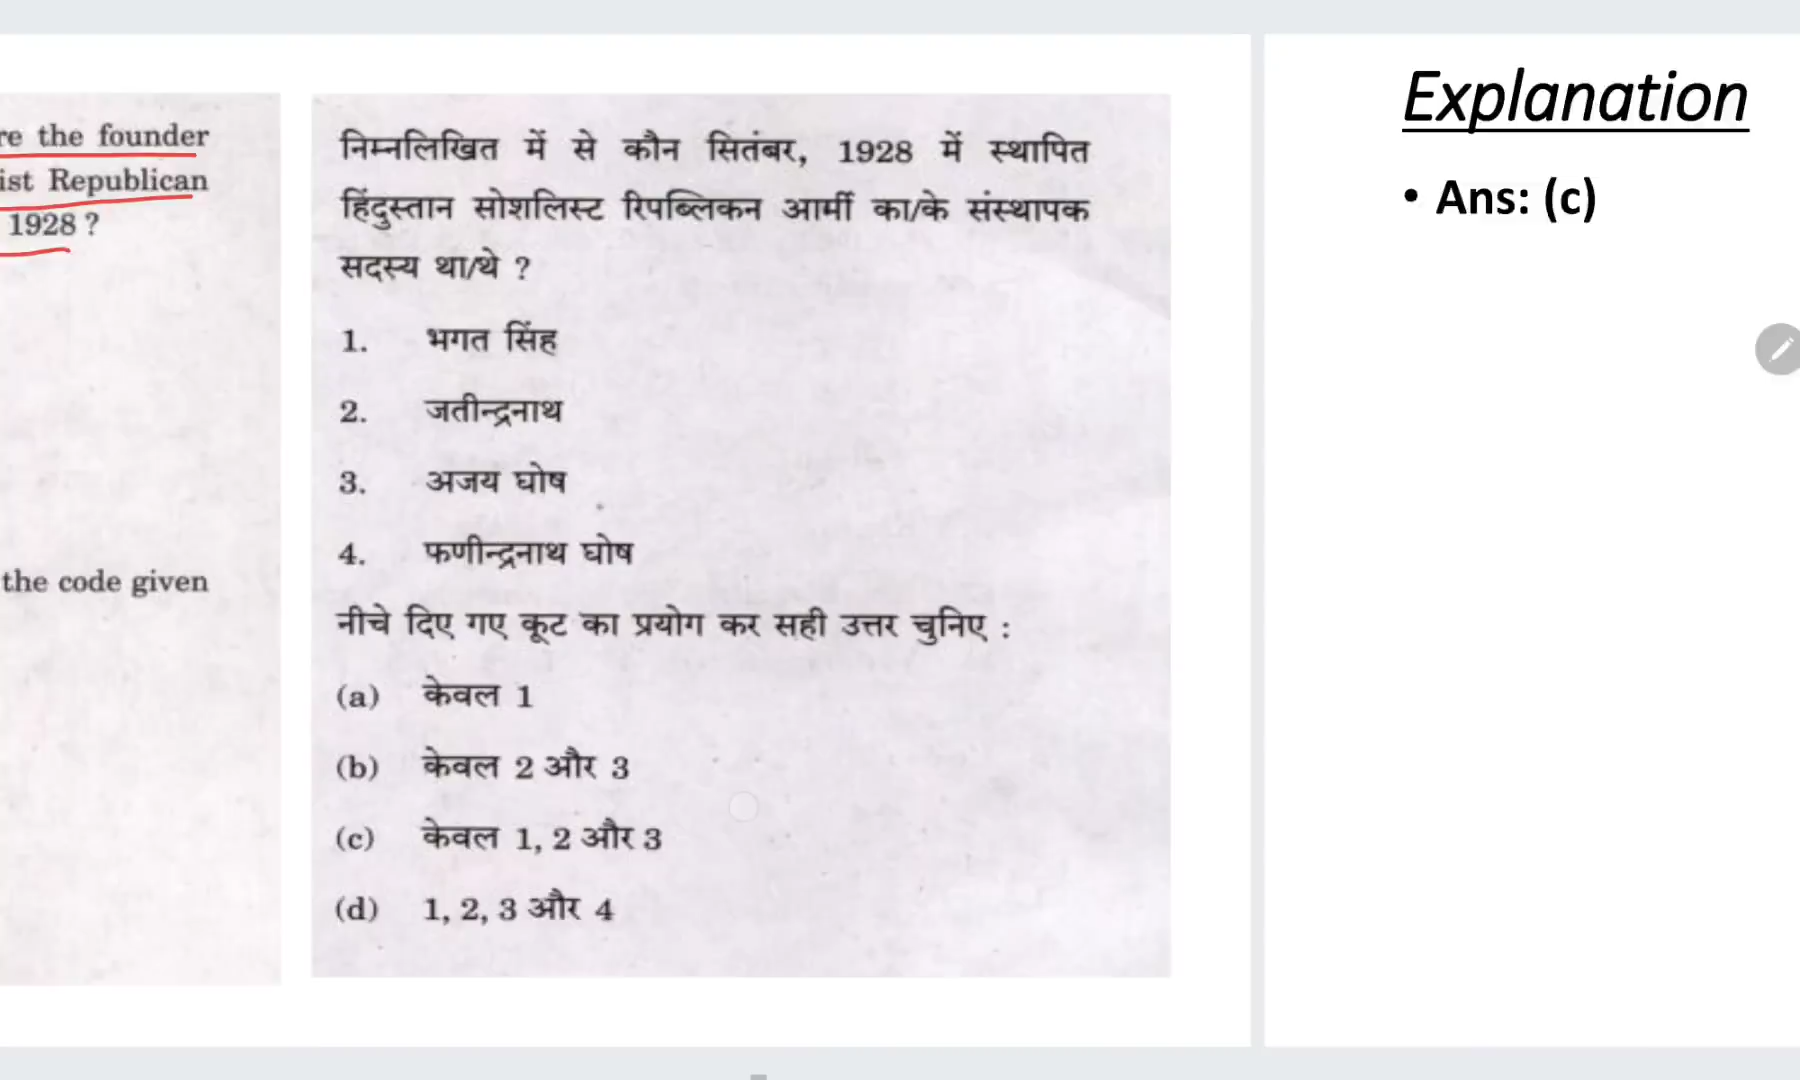 re the founder
ist Republican
1928 ?
the code given
निम्नलिखित में से कौन सितंबर, 1928 में स्थापित
हिंदुस्तान सोशलिस्ट रिपब्लिकन आर्मी का/के संस्थापक
सदस्य था/थे ?
1. भगत सिंह
2. जतीन्द्रनाथ
3. अजय घोष
4. फणीन्द्रनाथ घोष
नीचे दिए गए कूट का प्रयोग कर सही उत्तर चुनिए :
(a) केवल 1
(b) केवल 2 और 3
(c) केवल 1, 2 और 3
(d) 1, 2, 3 और 4
Explanation
• Ans: (c)